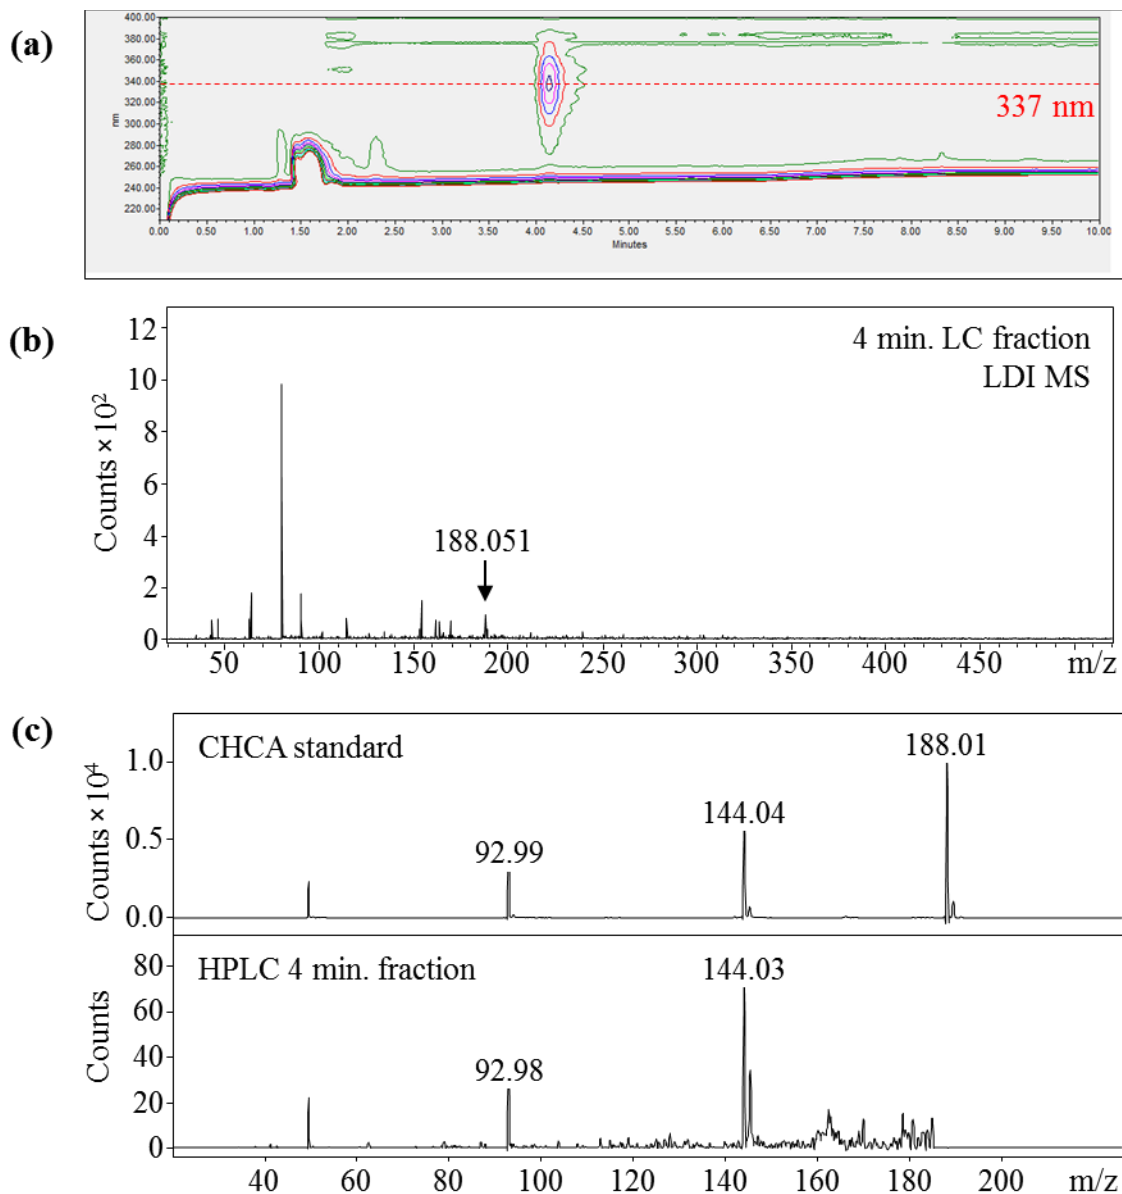 (a)
400.00
380.00
360.00
340.00
320.00
300.00
280.00
260.00
240.00
220.00
nm
337 nm
0.00 0.50 1.00 1.50 2.00 2.50 3.00 3.50 4.00 4.50 5.00 5.50 6.00 6.50 7.00 7.50 8.00 8.50 9.00 9.50 10.00
Minutes
(b)
Counts × 10²
12
10
8
6
4
2
0
4 min. LC fraction
LDI MS
188.051
50 100 150 200 250 300 350 400 450 m/z
(c)
Counts × 10⁴
1.0
0.5
0.0
CHCA standard
92.99
144.04
188.01
Counts
80
60
40
20
0
HPLC 4 min. fraction
92.98
144.03
40 60 80 100 120 140 160 180 200 m/z